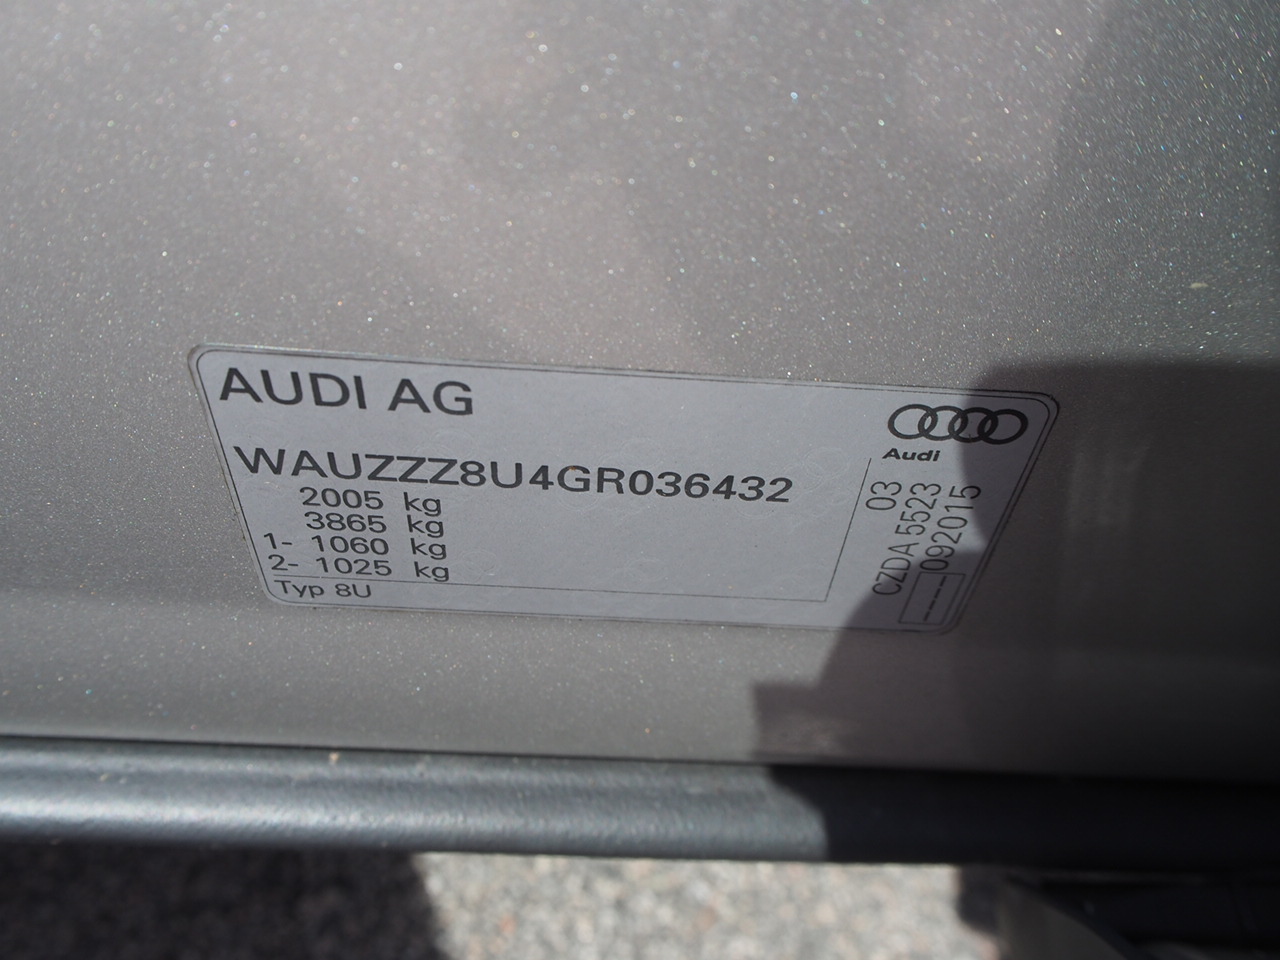 AUDI AG
Audi
WAUZZZ8U4GR036432
2005 kg
3865 kg
1- 1060 kg
2- 1025 kg
Typ 8U
03
CZDA 5523
----092015